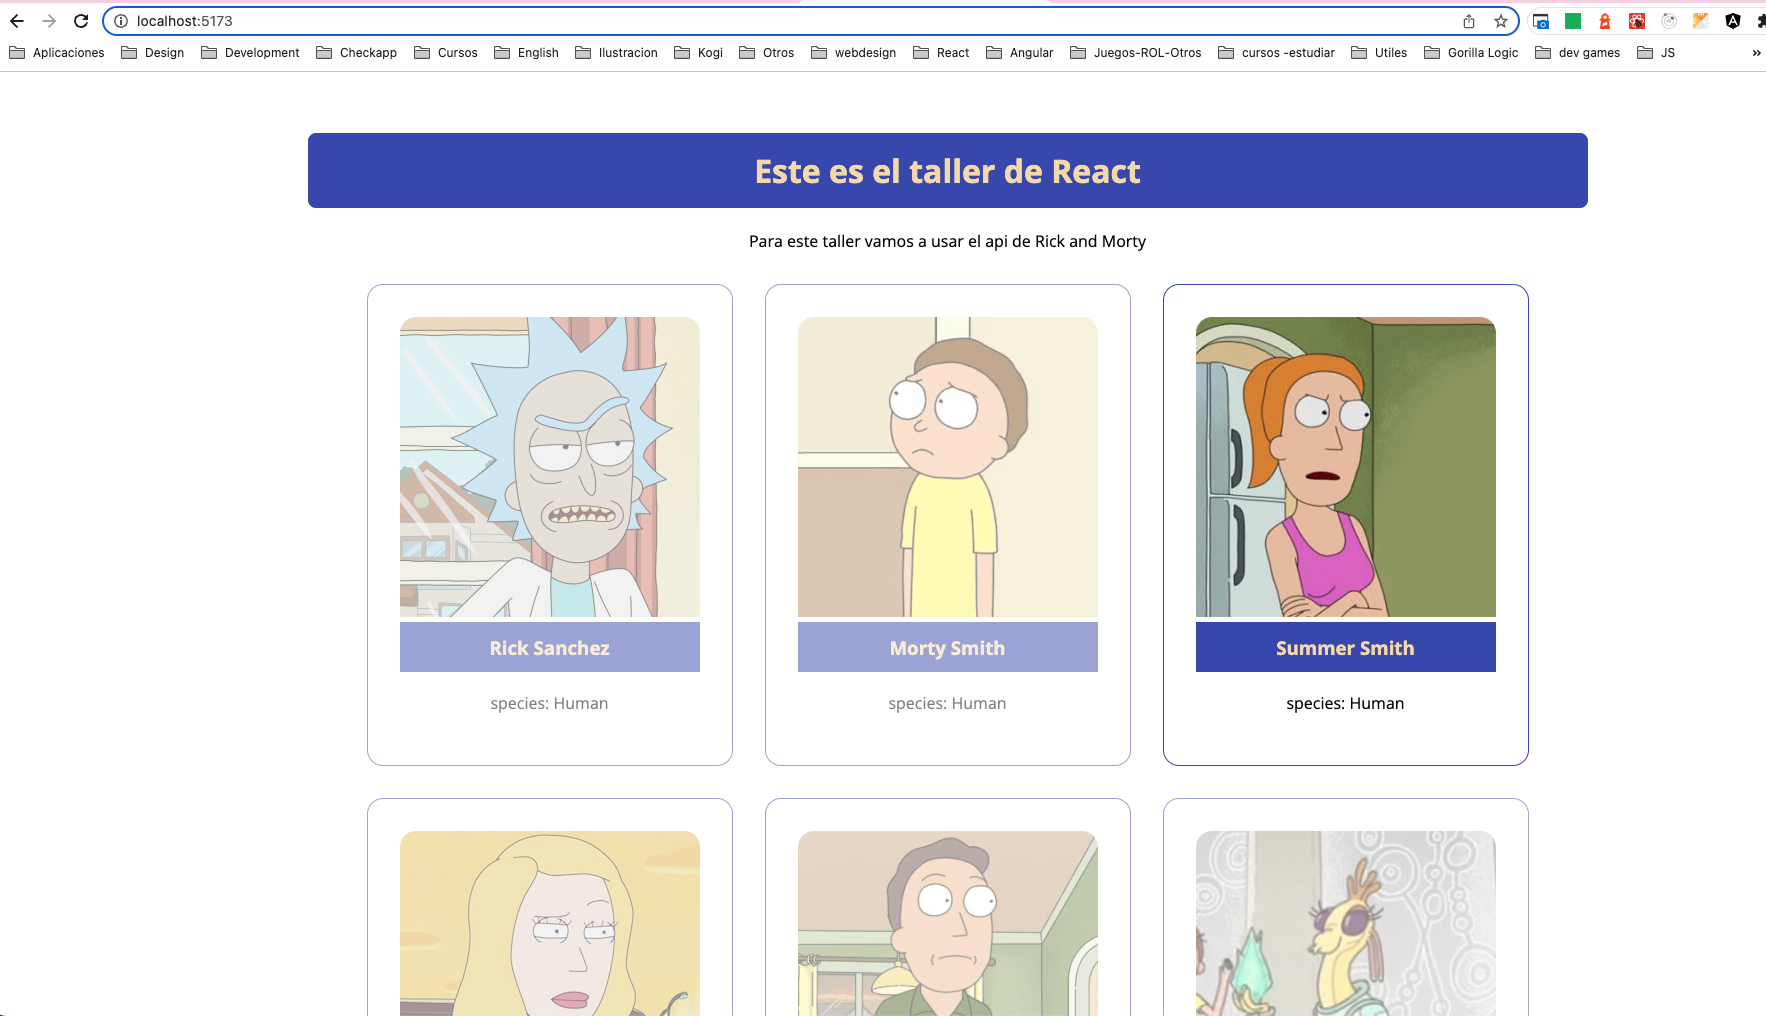 localhost:5173
Aplicaciones Design Development Checkapp Cursos English Ilustracion Kogi Otros webdesign React Angular Juegos-ROL-Otros cursos -estudiar Utiles Gorilla Logic dev games JS »
Este es el taller de React
Para este taller vamos a usar el api de Rick and Morty
Rick Sanchez
species: Human
Morty Smith
species: Human
Summer Smith
species: Human